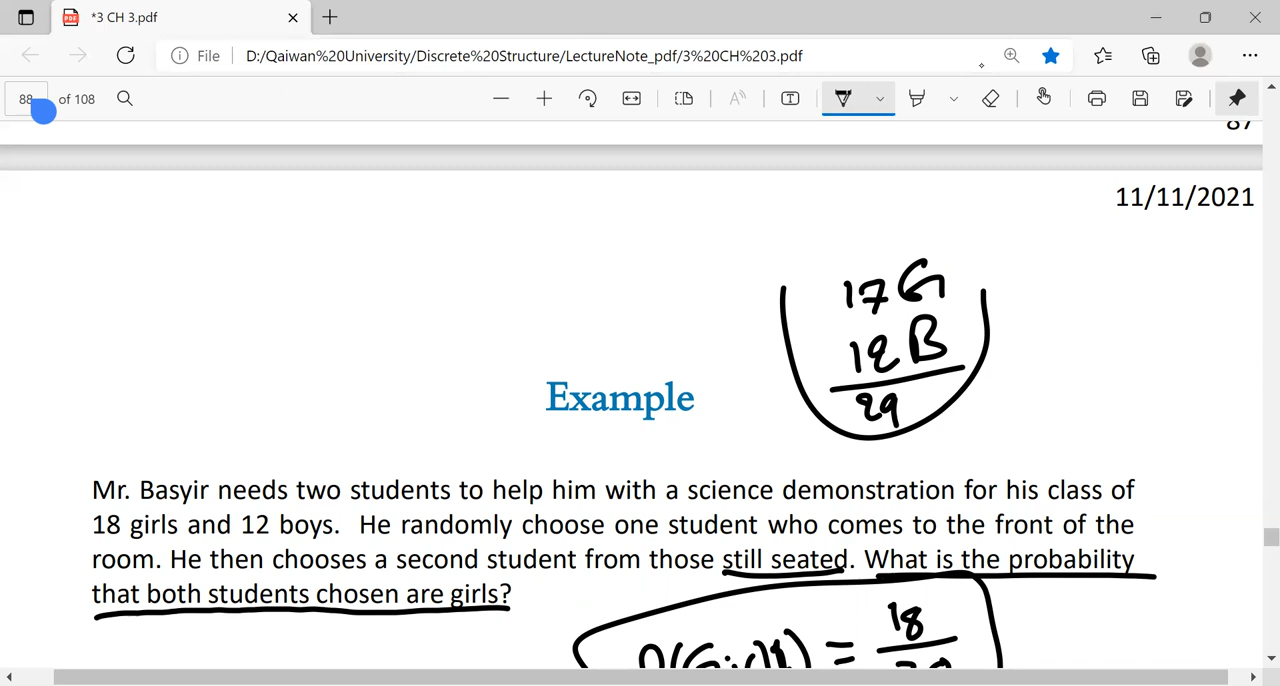 *3 CH 3.pdf
File D:/Qaiwan%20University/Discrete%20Structure/LectureNote_pdf/3%20CH%203.pdf
88 of 108
87
11/11/2021
17G
12B
29
Example
Mr. Basyir needs two students to help him with a science demonstration for his class of
18 girls and 12 boys. He randomly choose one student who comes to the front of the
room. He then chooses a second student from those still seated. What is the probability
that both students chosen are girls?
P(Girl1) = 18